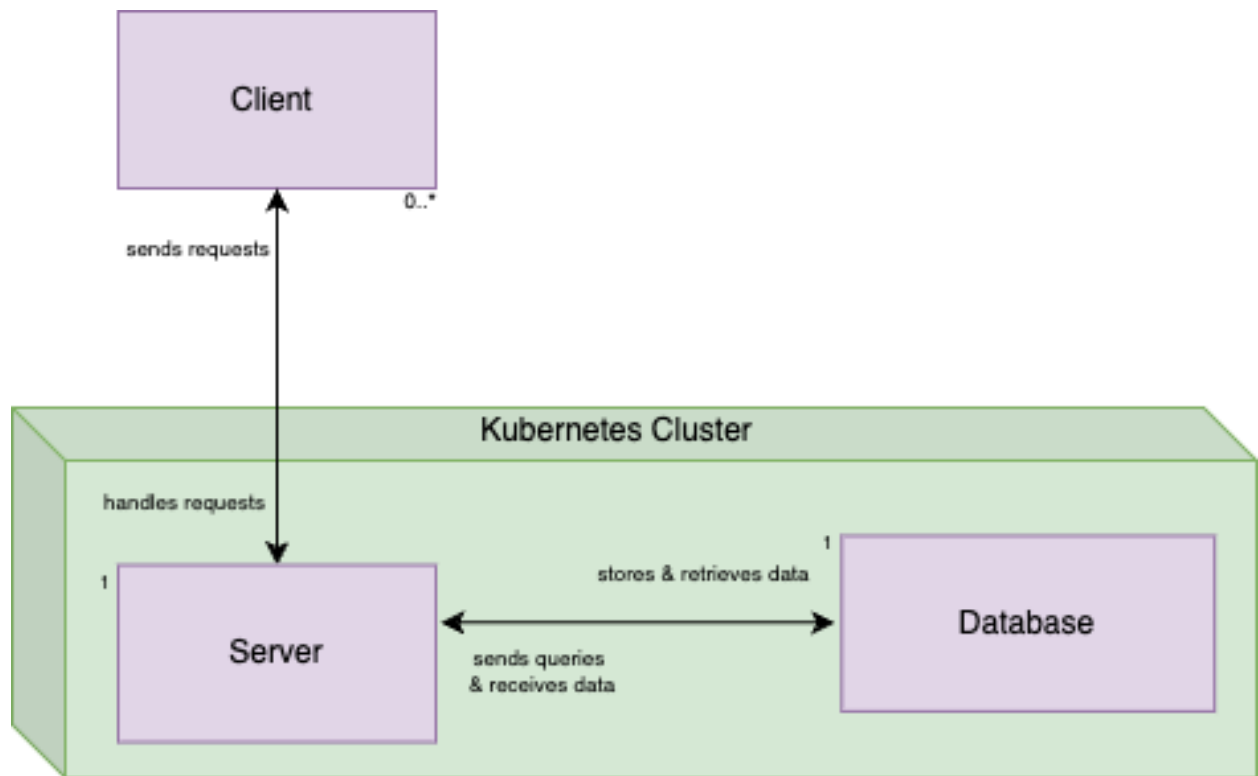 Client
0..*
sends requests
Kubernetes Cluster
handles requests
1
Server
1
stores & retrieves data
sends queries
& receives data
Database